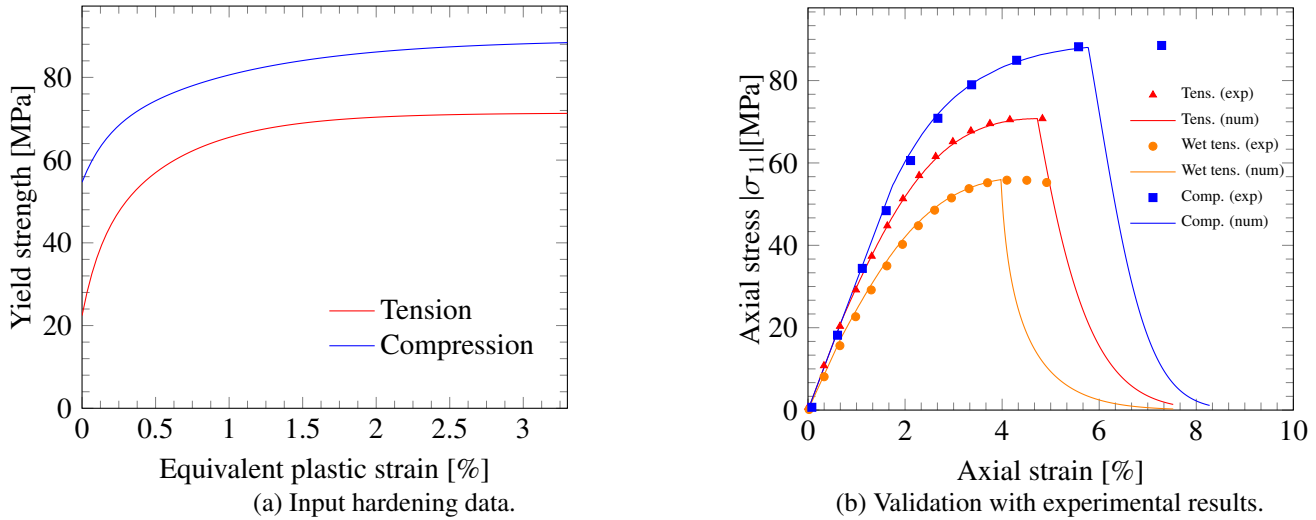 Yield strength [MPa]
80
60
40
20
0
0
0.5
1
1.5
2
2.5
3
Tension
Compression
Equivalent plastic strain [%]
(a) Input hardening data.
Axial stress |σ11|[MPa]
80
60
40
20
0
0
2
4
6
8
10
Tens. (exp)
Tens. (num)
Wet tens. (exp)
Wet tens. (num)
Comp. (exp)
Comp. (num)
Axial strain [%]
(b) Validation with experimental results.